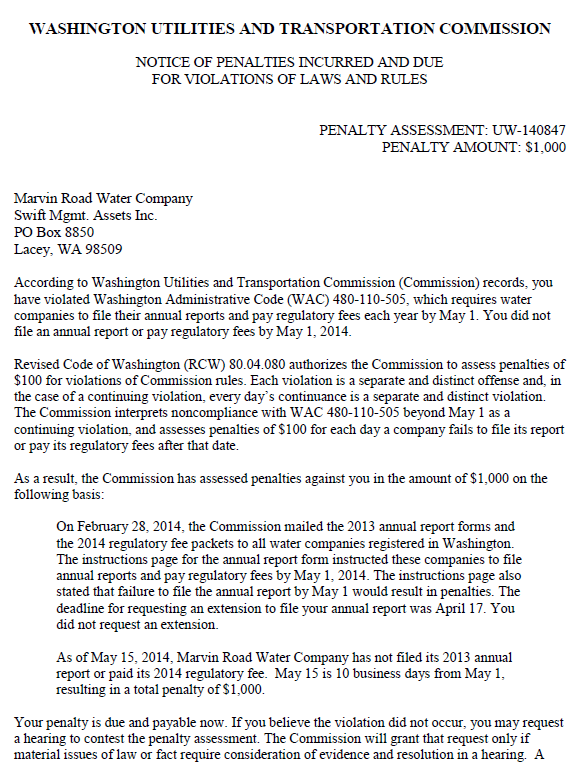 WASHINGTON UTILITIES AND TRANSPORTATION COMMISSION
NOTICE OF PENALTIES INCURRED AND DUE
FOR VIOLATIONS OF LAWS AND RULES
PENALTY ASSESSMENT: UW-140847
PENALTY AMOUNT: $1,000
Marvin Road Water Company
Swift Mgmt. Assets Inc.
PO Box 8850
Lacey, WA 98509
According to Washington Utilities and Transportation Commission (Commission) records, you
have violated Washington Administrative Code (WAC) 480-110-505, which requires water
companies to file their annual reports and pay regulatory fees each year by May 1. You did not
file an annual report or pay regulatory fees by May 1, 2014.
Revised Code of Washington (RCW) 80.04.080 authorizes the Commission to assess penalties of
$100 for violations of Commission rules. Each violation is a separate and distinct offense and, in
the case of a continuing violation, every day's continuance is a separate and distinct violation.
The Commission interprets noncompliance with WAC 480-110-505 beyond May 1 as a
continuing violation, and assesses penalties of $100 for each day a company fails to file its report
or pay its regulatory fees after that date.
As a result, the Commission has assessed penalties against you in the amount of $1,000 on the
following basis:
On February 28, 2014, the Commission mailed the 2013 annual report forms and
the 2014 regulatory fee packets to all water companies registered in Washington.
The instructions page for the annual report form instructed these companies to file
annual reports and pay regulatory fees by May 1, 2014. The instructions page also
stated that failure to file the annual report by May 1 would result in penalties. The
deadline for requesting an extension to file your annual report was April 17. You
did not request an extension.
As of May 15, 2014, Marvin Road Water Company has not filed its 2013 annual
report or paid its 2014 regulatory fee. May 15 is 10 business days from May 1,
resulting in a total penalty of $1,000.
Your penalty is due and payable now. If you believe the violation did not occur, you may request
a hearing to contest the penalty assessment. The Commission will grant that request only if
material issues of law or fact require consideration of evidence and resolution in a hearing. A